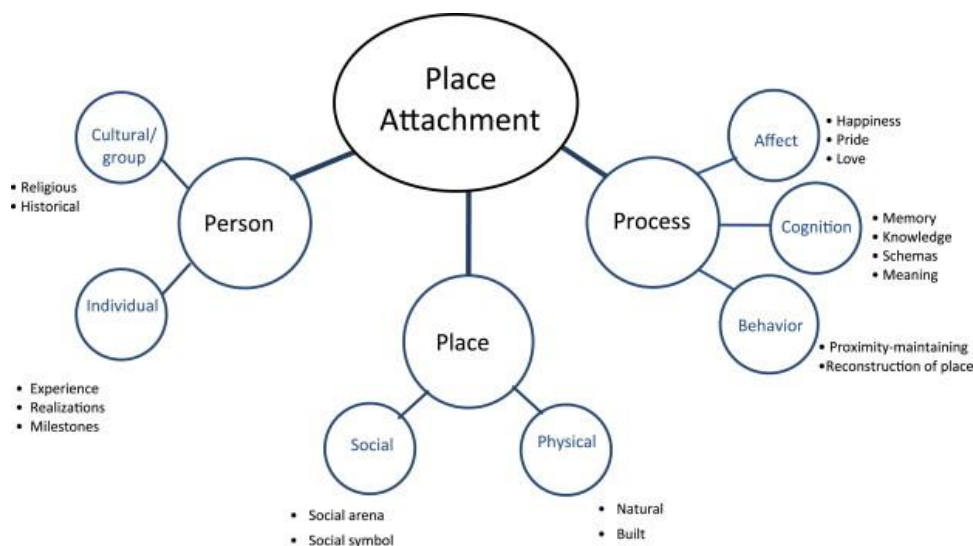 Place
Attachment
Cultural/
group
• Religious
• Historical
Person
Individual
• Experience
• Realizations
• Milestones
Place
Social
• Social arena
• Social symbol
Physical
• Natural
• Built
Process
Affect
• Happiness
• Pride
• Love
Cognition
• Memory
• Knowledge
• Schemas
• Meaning
Behavior
• Proximity-maintaining
•Reconstruction of place